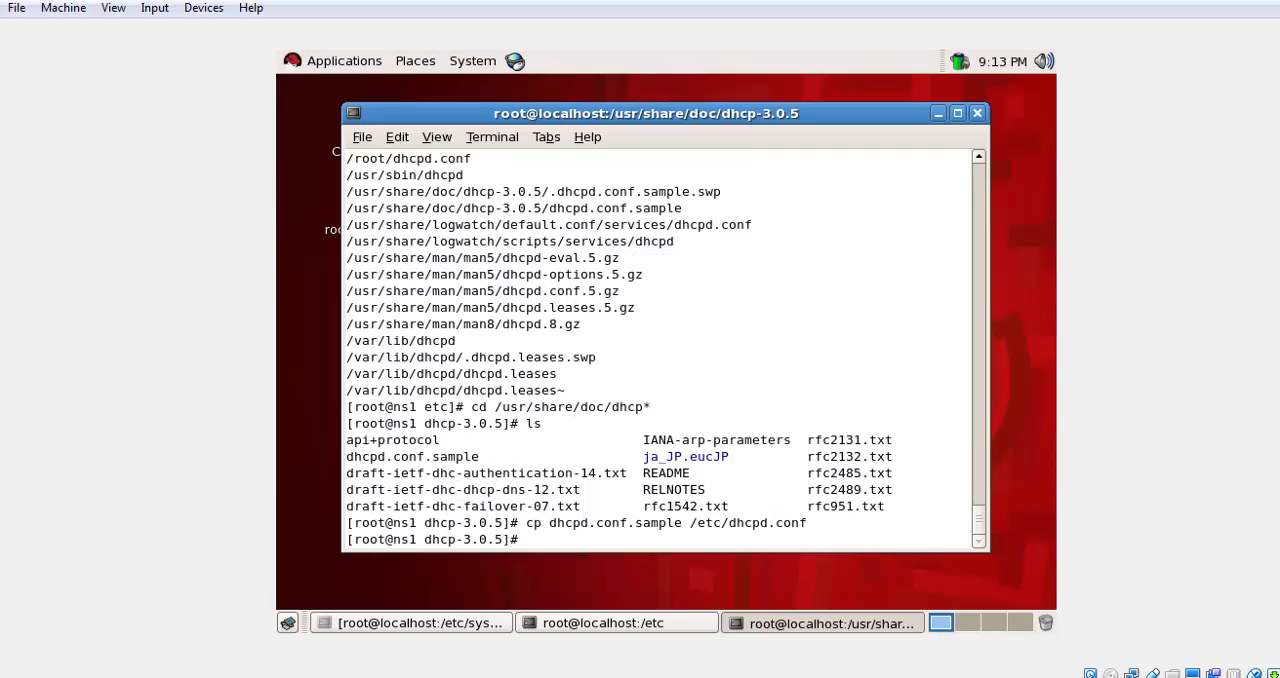 File Machine View Input Devices Help
Applications Places System 9:13 PM
root@localhost:/usr/share/doc/dhcp-3.0.5
File Edit View Terminal Tabs Help
C
roo
/root/dhcpd.conf
/usr/sbin/dhcpd
/usr/share/doc/dhcp-3.0.5/.dhcpd.conf.sample.swp
/usr/share/doc/dhcp-3.0.5/dhcpd.conf.sample
/usr/share/logwatch/default.conf/services/dhcpd.conf
/usr/share/logwatch/scripts/services/dhcpd
/usr/share/man/man5/dhcpd-eval.5.gz
/usr/share/man/man5/dhcpd-options.5.gz
/usr/share/man/man5/dhcpd.conf.5.gz
/usr/share/man/man5/dhcpd.leases.5.gz
/usr/share/man/man8/dhcpd.8.gz
/var/lib/dhcpd
/var/lib/dhcpd/.dhcpd.leases.swp
/var/lib/dhcpd/dhcpd.leases
/var/lib/dhcpd/dhcpd.leases~
[root@ns1 etc]# cd /usr/share/doc/dhcp*
[root@ns1 dhcp-3.0.5]# ls
api+protocol IANA-arp-parameters rfc2131.txt
dhcpd.conf.sample ja_JP.eucJP rfc2132.txt
draft-ietf-dhc-authentication-14.txt README rfc2485.txt
draft-ietf-dhc-dhcp-dns-12.txt RELNOTES rfc2489.txt
draft-ietf-dhc-failover-07.txt rfc1542.txt rfc951.txt
[root@ns1 dhcp-3.0.5]# cp dhcpd.conf.sample /etc/dhcpd.conf
[root@ns1 dhcp-3.0.5]#
[root@localhost:/etc/sys... root@localhost:/etc root@localhost:/usr/shar...